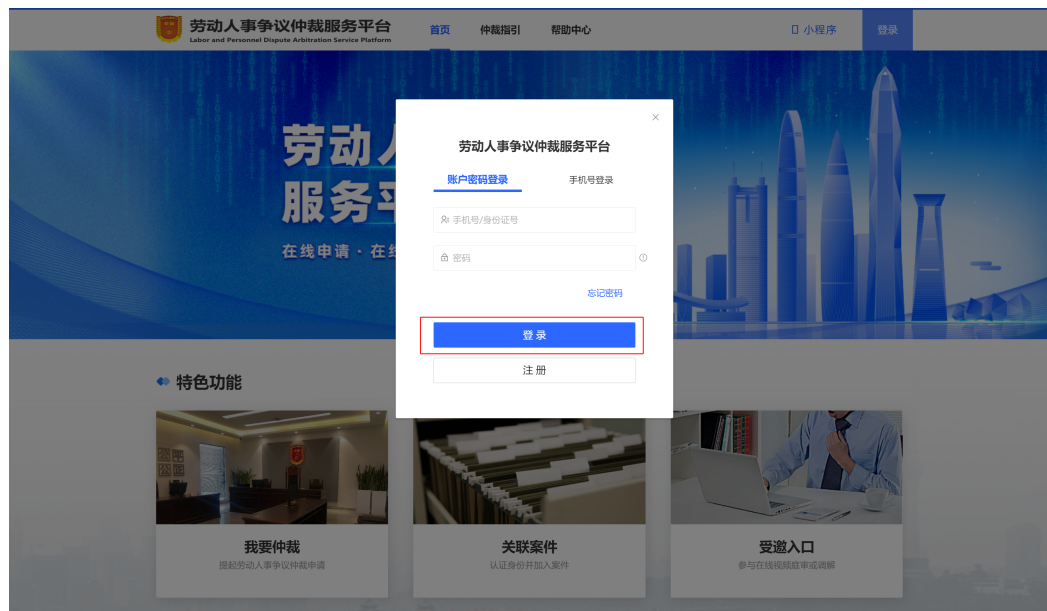 劳动人事争议仲裁服务平台
Labor and Personnel Dispute Arbitration Service Platform
首页
仲裁指引
帮助中心
小程序
登录
劳动人
服务平
在线申请 · 在线
劳动人事争议仲裁服务平台
账户密码登录
手机号登录
手机号/身份证号
密码
忘记密码
登录
注册
特色功能
我要仲裁
提起劳动人事争议仲裁申请
关联案件
认证身份并加入案件
受邀入口
参与在线视频庭审或调解